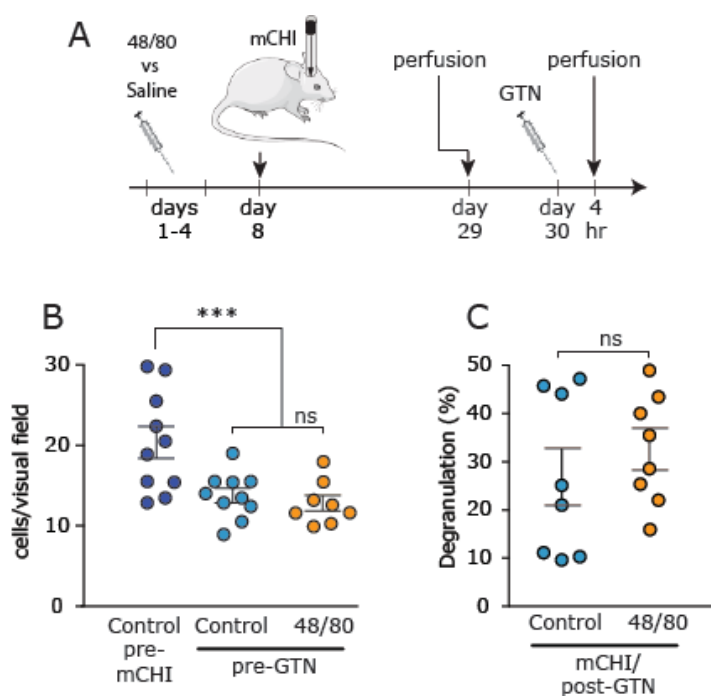 A
48/80
vs
Saline
mCHI
perfusion
GTN
perfusion
days
1-4
day
8
day
29
day
30
4
hr
B
***
ns
30
20
10
0
cells/visual field
Control
pre-
mCHI
Control
48/80
pre-GTN
C
ns
50
40
30
20
10
0
Degranulation (%)
Control
48/80
mCHI/
post-GTN